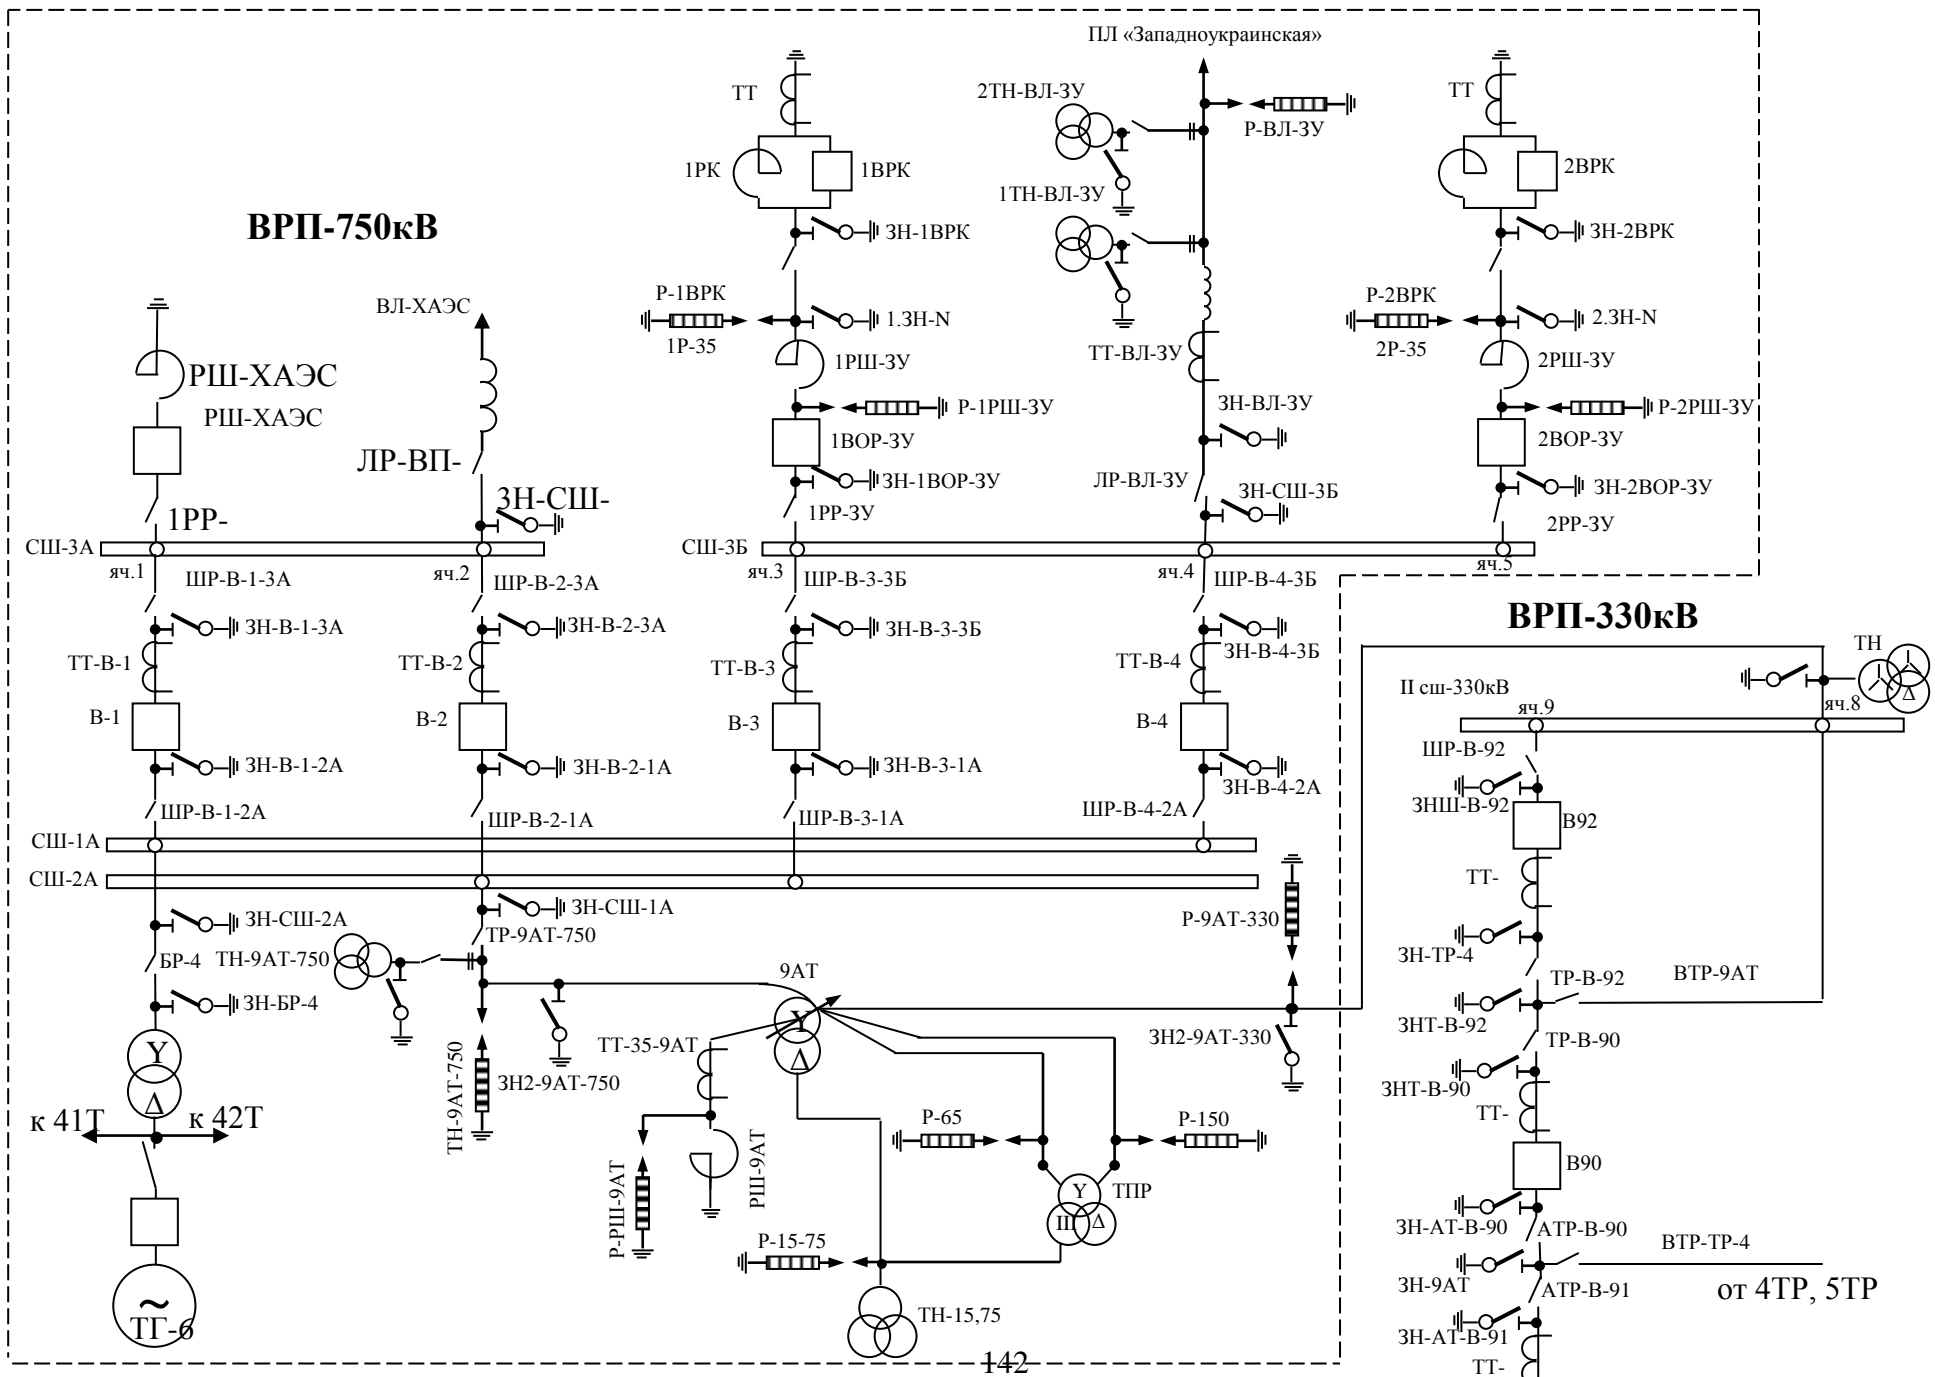 ПЛ «Западноукраинская»
ТТ
2ТН-ВЛ-ЗУ
Р-ВЛ-ЗУ
ТТ
1РК
1ВРК
2ВРК
1ТН-ВЛ-ЗУ
ВРП-750кВ
ЗН-1ВРК
ЗН-2ВРК
Р-1ВРК
1Р-35
1.ЗН-N
Р-2ВРК
2Р-35
2.ЗН-N
ВЛ-ХАЭС
РШ-ХАЭС
РШ-ХАЭС
1РШ-ЗУ
ТТ-ВЛ-ЗУ
2РШ-ЗУ
Р-1РШ-ЗУ
ЗН-ВЛ-ЗУ
Р-2РШ-ЗУ
1ВОР-ЗУ
2ВОР-ЗУ
ЛР-ВП-
ЗН-1ВОР-ЗУ
ЛР-ВЛ-ЗУ
ЗН-СШ-3Б
ЗН-2ВОР-ЗУ
ЗН-СШ-
1РР-
1РР-ЗУ
2РР-ЗУ
СШ-3А
СШ-3Б
яч.1
ШР-В-1-3А
яч.2
ШР-В-2-3А
яч.3
ШР-В-3-3Б
яч.4
ШР-В-4-3Б
яч.5
ВРП-330кВ
ЗН-В-1-3А
ЗН-В-2-3А
ЗН-В-3-3Б
ЗН-В-4-3Б
ТН
Δ
ТТ-В-1
ТТ-В-2
ТТ-В-3
ТТ-В-4
II сш-330кВ
яч.9
яч.8
В-1
В-2
В-3
В-4
ЗН-В-1-2А
ЗН-В-2-1А
ЗН-В-3-1А
ЗН-В-4-2А
ШР-В-92
ШР-В-1-2А
ШР-В-2-1А
ШР-В-3-1А
ШР-В-4-2А
ЗНШ-В-92
В92
СШ-1А
СШ-2А
ТТ-
ЗН-СШ-2А
ЗН-СШ-1А
Р-9АТ-330
ТР-9АТ-750
БР-4
ТН-9АТ-750
9АТ
ЗН-ТР-4
ТР-В-92
ВТР-9АТ
ЗН-БР-4
ЗНТ-В-92
Y
Δ
Y
Δ
ТТ-35-9АТ
ЗН2-9АТ-330
ТР-В-90
ТН-9АТ-750
ЗН2-9АТ-750
ЗНТ-В-90
ТТ-
к 41Т
к 42Т
Р-65
Р-150
В90
Р-РШ-9АТ
РШ-9АТ
Y
Ш
Δ
ТПР
ЗН-АТ-В-90
АТР-В-90
Р-15-75
ВТР-ТР-4
ЗН-9АТ
АТР-В-91
от 4ТР, 5ТР
~
ТГ-6
ТН-15,75
ЗН-АТ-В-91
142
ТТ-